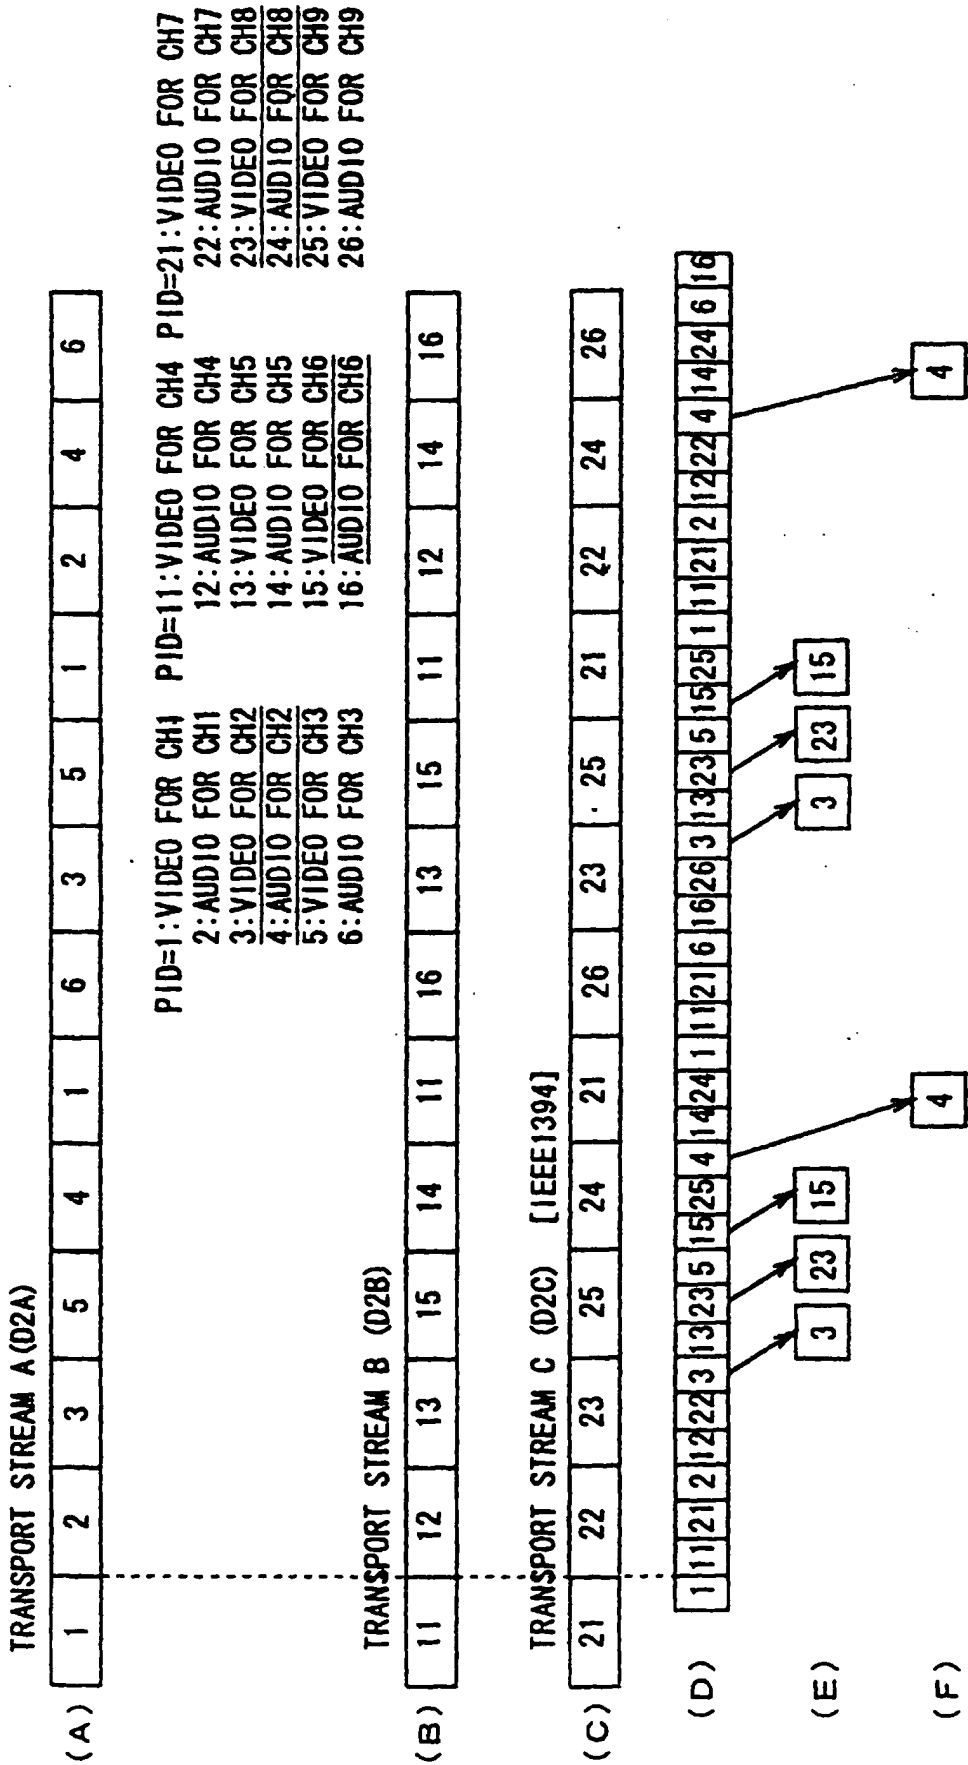 TRANSPORT STREAM A (D2A)
(A) 1 2 3 5 4 1 6 3 5 1 2 4 6
PID=1:VIDEO FOR CH1 PID=11:VIDEO FOR CH4 PID=21:VIDEO FOR CH7
2:AUDIO FOR CH1 12:AUDIO FOR CH4 22:AUDIO FOR CH7
3:VIDEO FOR CH2 13:VIDEO FOR CH5 23:VIDEO FOR CH8
4:AUDIO FOR CH2 14:AUDIO FOR CH5 24:AUDIO FOR CH8
5:VIDEO FOR CH3 15:VIDEO FOR CH6 25:VIDEO FOR CH9
6:AUDIO FOR CH3 16:AUDIO FOR CH6 26:AUDIO FOR CH9
TRANSPORT STREAM B (D2B)
(B) 11 12 13 15 14 11 16 13 15 11 12 14 16
TRANSPORT STREAM C (D2C) [IEEE1394]
(C) 21 22 23 25 24 21 26 23 25 21 22 24 26
(D) 1 11 21 2 12 22 3 13 23 5 15 25 4 14 24 1 11 21 6 16 26 3 13 23 5 15 25 1 11 21 2 12 22 4 14 24 6 16
(E) 3 23 15 3 23 15
(F) 4 4